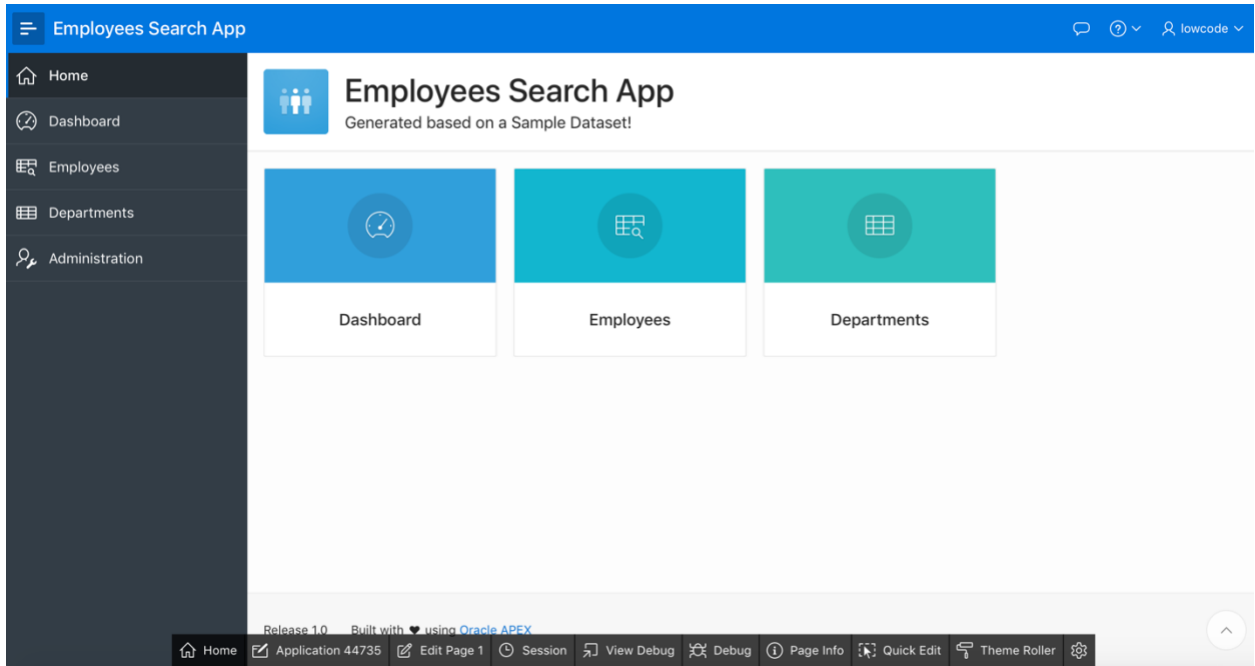 Employees Search App
lowcode
Home
Dashboard
Employees
Departments
Administration
Employees Search App
Generated based on a Sample Dataset!
Dashboard
Employees
Departments
Release 1.0 Built with ♥ using Oracle APEX
Home Application 44735 Edit Page 1 Session View Debug Debug Page Info Quick Edit Theme Roller